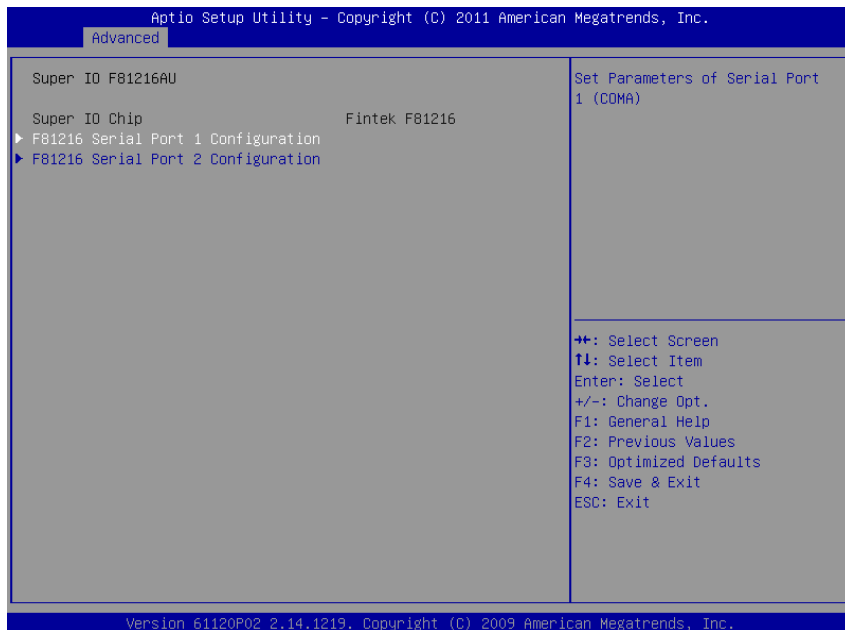 Aptio Setup Utility – Copyright (C) 2011 American Megatrends, Inc.
Advanced
Super IO F81216AU
Super IO Chip Fintek F81216
F81216 Serial Port 1 Configuration
F81216 Serial Port 2 Configuration
Set Parameters of Serial Port
1 (COMA)
→←: Select Screen
↑↓: Select Item
Enter: Select
+/-: Change Opt.
F1: General Help
F2: Previous Values
F3: Optimized Defaults
F4: Save & Exit
ESC: Exit
Version 61120P02 2.14.1219. Copyright (C) 2009 American Megatrends, Inc.